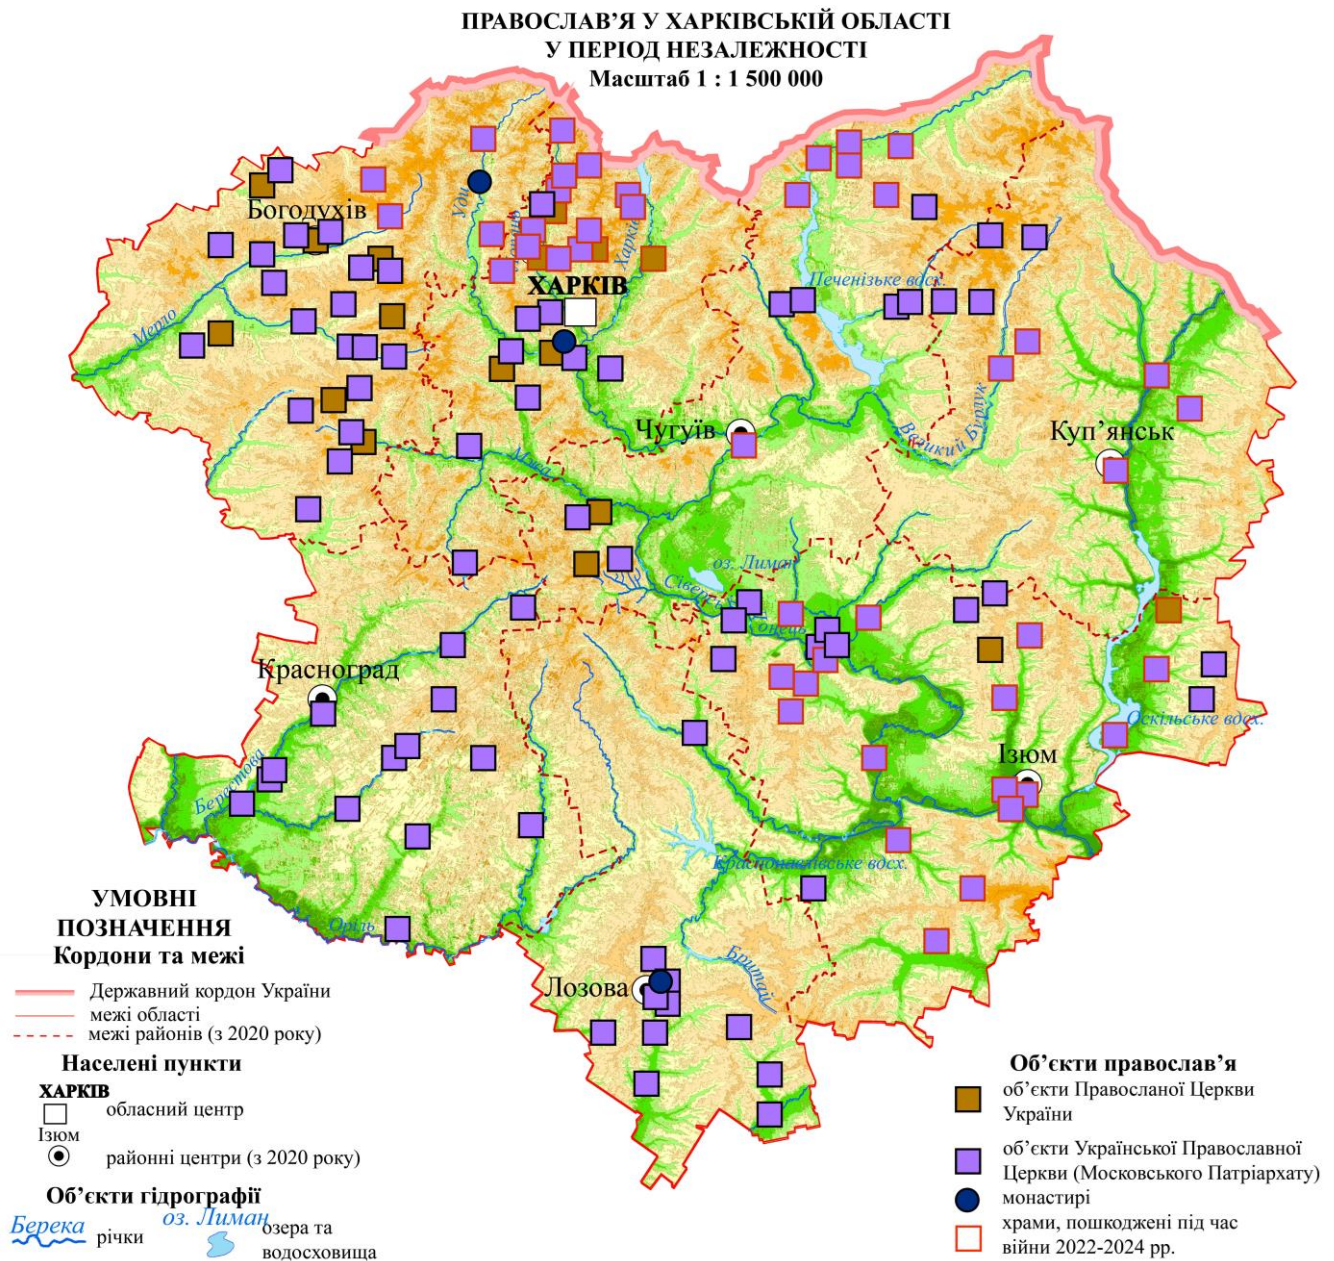 ПРАВОСЛАВ’Я У ХАРКІВСЬКІЙ ОБЛАСТІ
У ПЕРІОД НЕЗАЛЕЖНОСТІ
Масштаб 1 : 1 500 000
Богодухів
Уди
Харків
Мерло
ХАРКІВ
Печенізьке вдсх.
Великий Бурлук
Чугуїв
Куп’янськ
Мжа
оз. Лиман
Сіверський Донець
Красноград
Оскільське вдсх.
Ізюм
Берестова
Краснопавлівське вдсх.
Оріль
Бритай
Лозова
УМОВНІ
ПОЗНАЧЕННЯ
Кордони та межі
Державний кордон України
межі області
межі районів (з 2020 року)
Населені пункти
ХАРКІВ
обласний центр
Ізюм
районні центри (з 2020 року)
Об’єкти гідрографії
Берека
річки
оз. Лиман
озера та
водосховища
Об’єкти православ’я
об’єкти Правосланої Церкви
України
об’єкти Української Православної
Церкви (Московського Патріархату)
монастирі
храми, пошкоджені під час
війни 2022-2024 рр.